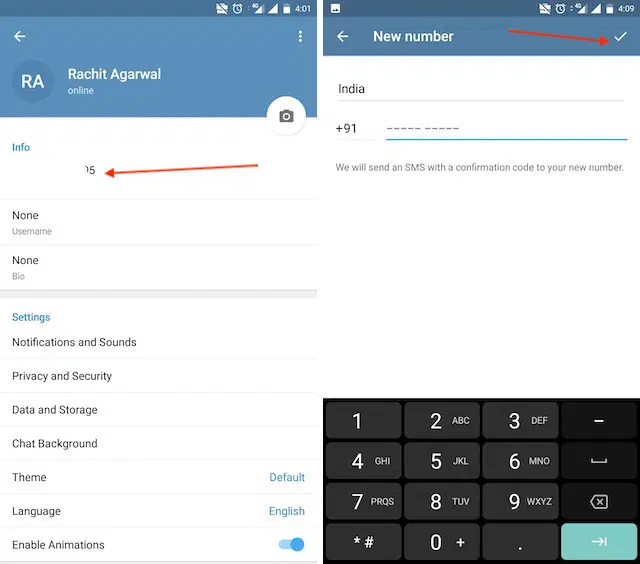 4G 4:01
RA
Rachit Agarwal
online
Info
95
None
Username
None
Bio
Settings
Notifications and Sounds
Privacy and Security
Data and Storage
Chat Background
Theme Default
Language English
Enable Animations
4G 4:09
New number
India
+91 ----- -----
We will send an SMS with a confirmation code to your new number.
1 2 ABC 3 DEF –
4 GHI 5 JKL 6 MNO
7 PRQS 8 TUV 9 WXYZ
* # 0 + .